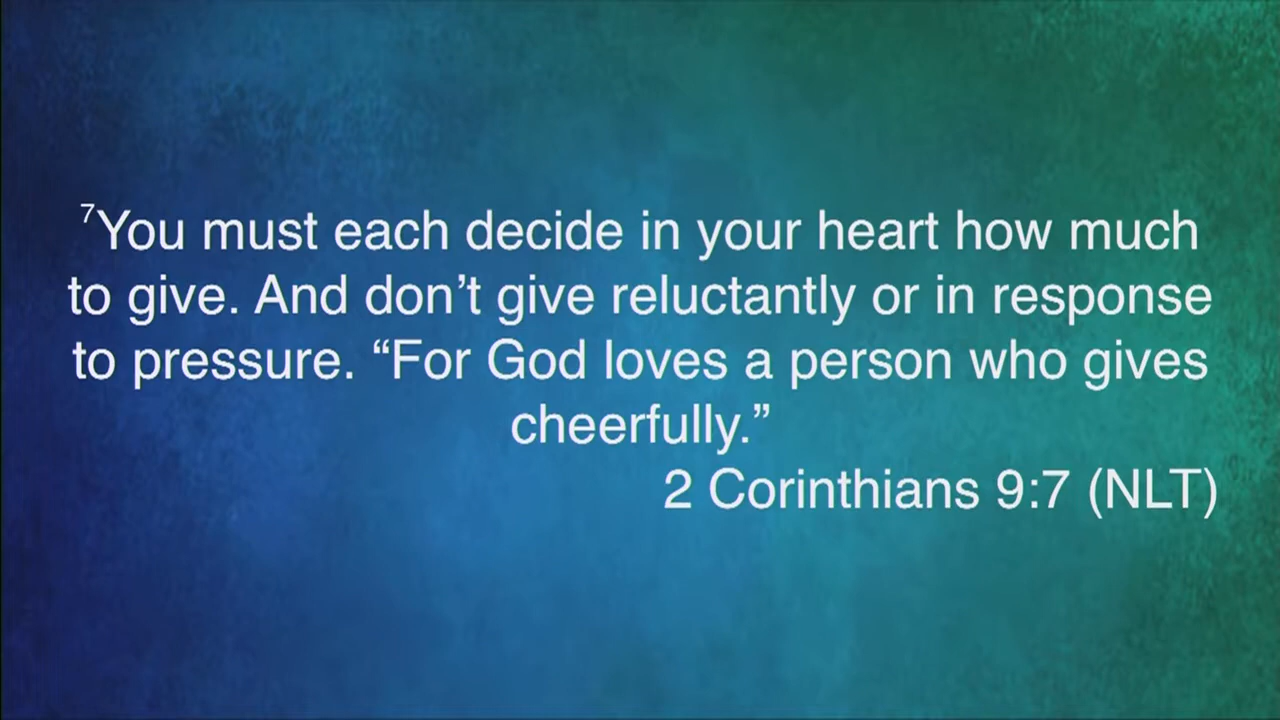 ⁷You must each decide in your heart how much
to give. And don’t give reluctantly or in response
to pressure. “For God loves a person who gives
cheerfully.”
2 Corinthians 9:7 (NLT)